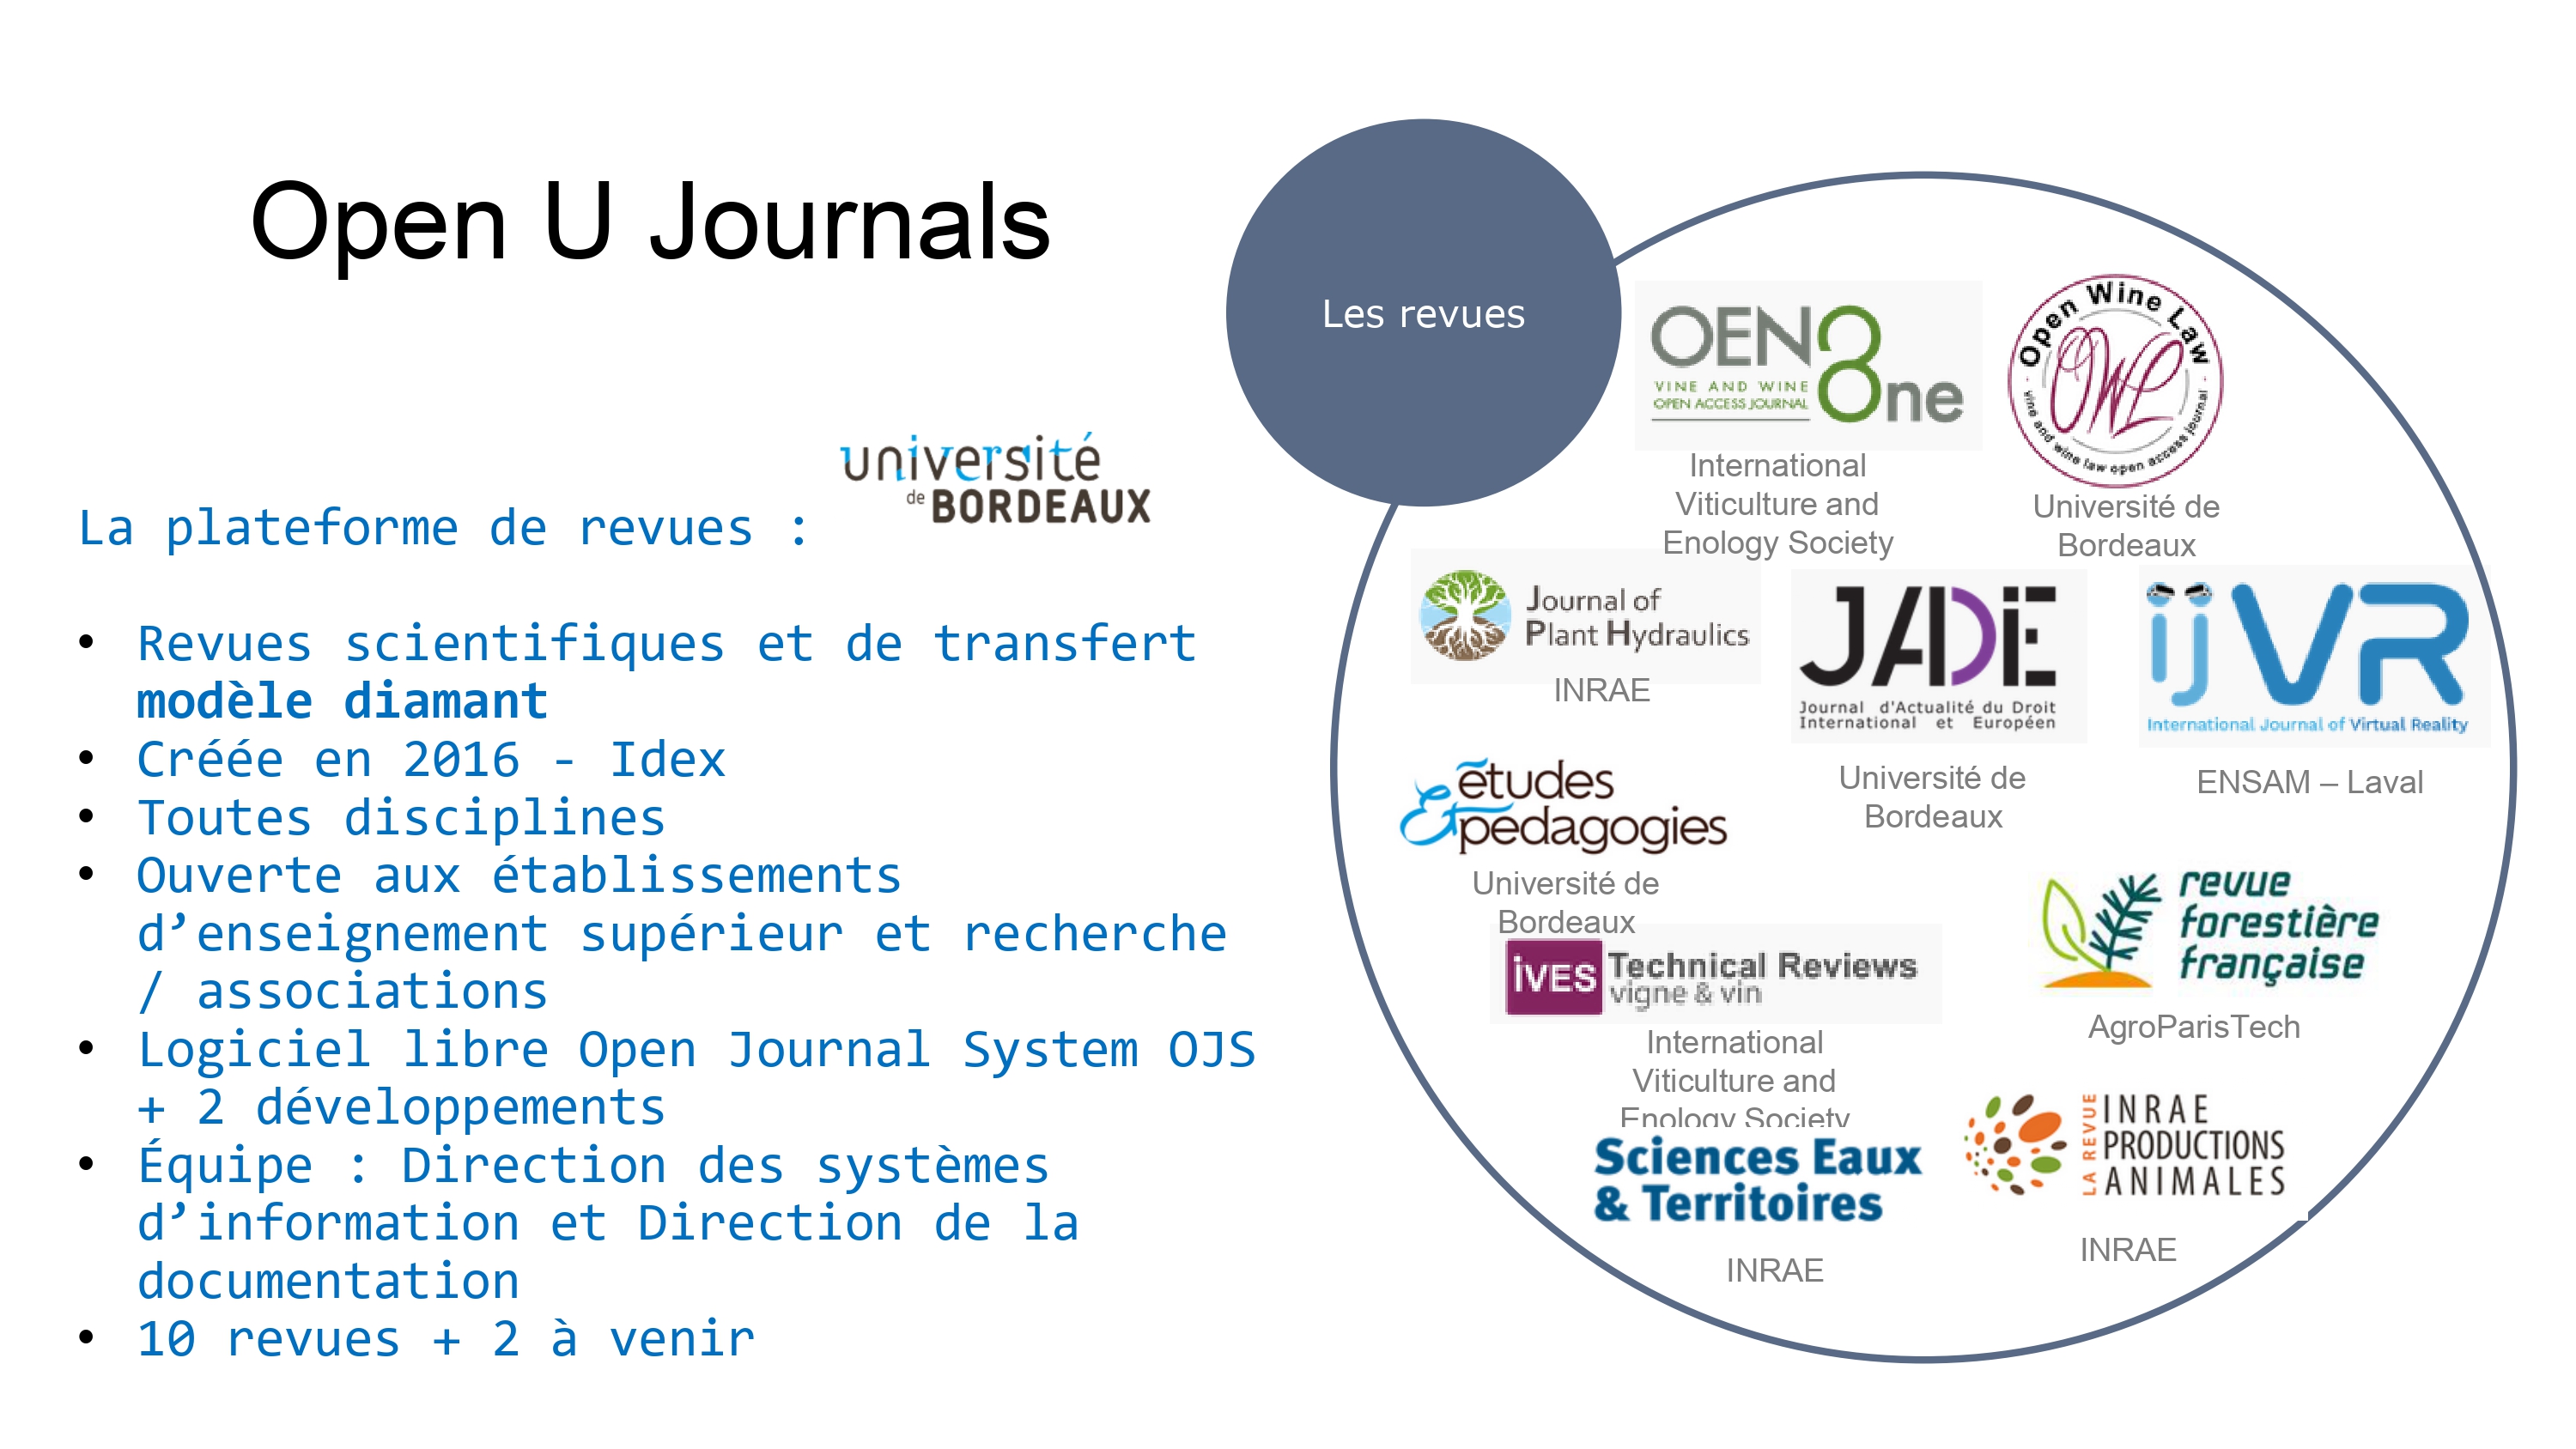 Open U Journals
université
de BORDEAUX
La plateforme de revues :
• Revues scientifiques et de transfert
modèle diamant
• Créée en 2016 - Idex
• Toutes disciplines
• Ouverte aux établissements
d’enseignement supérieur et recherche
/ associations
• Logiciel libre Open Journal System OJS
+ 2 développements
• Équipe : Direction des systèmes
d’information et Direction de la
documentation
• 10 revues + 2 à venir
Les revues
OENO One
VINE AND WINE
OPEN ACCESS JOURNAL
International
Viticulture and
Enology Society
Open Wine Law
OWL
vine and wine law open access journal
Université de
Bordeaux
Journal of
Plant Hydraulics
INRAE
JADE
Journal d'Actualité du Droit
International et Européen
Université de
Bordeaux
ijVR
International Journal of Virtual Reality
ENSAM – Laval
études
Et pédagogies
Université de
Bordeaux
iVES Technical Reviews
vigne & vin
International
Viticulture and
Enology Society
revue
forestière
française
AgroParisTech
Sciences Eaux
& Territoires
INRAE
LA REVUE
INRAE
PRODUCTIONS
ANIMALES
INRAE